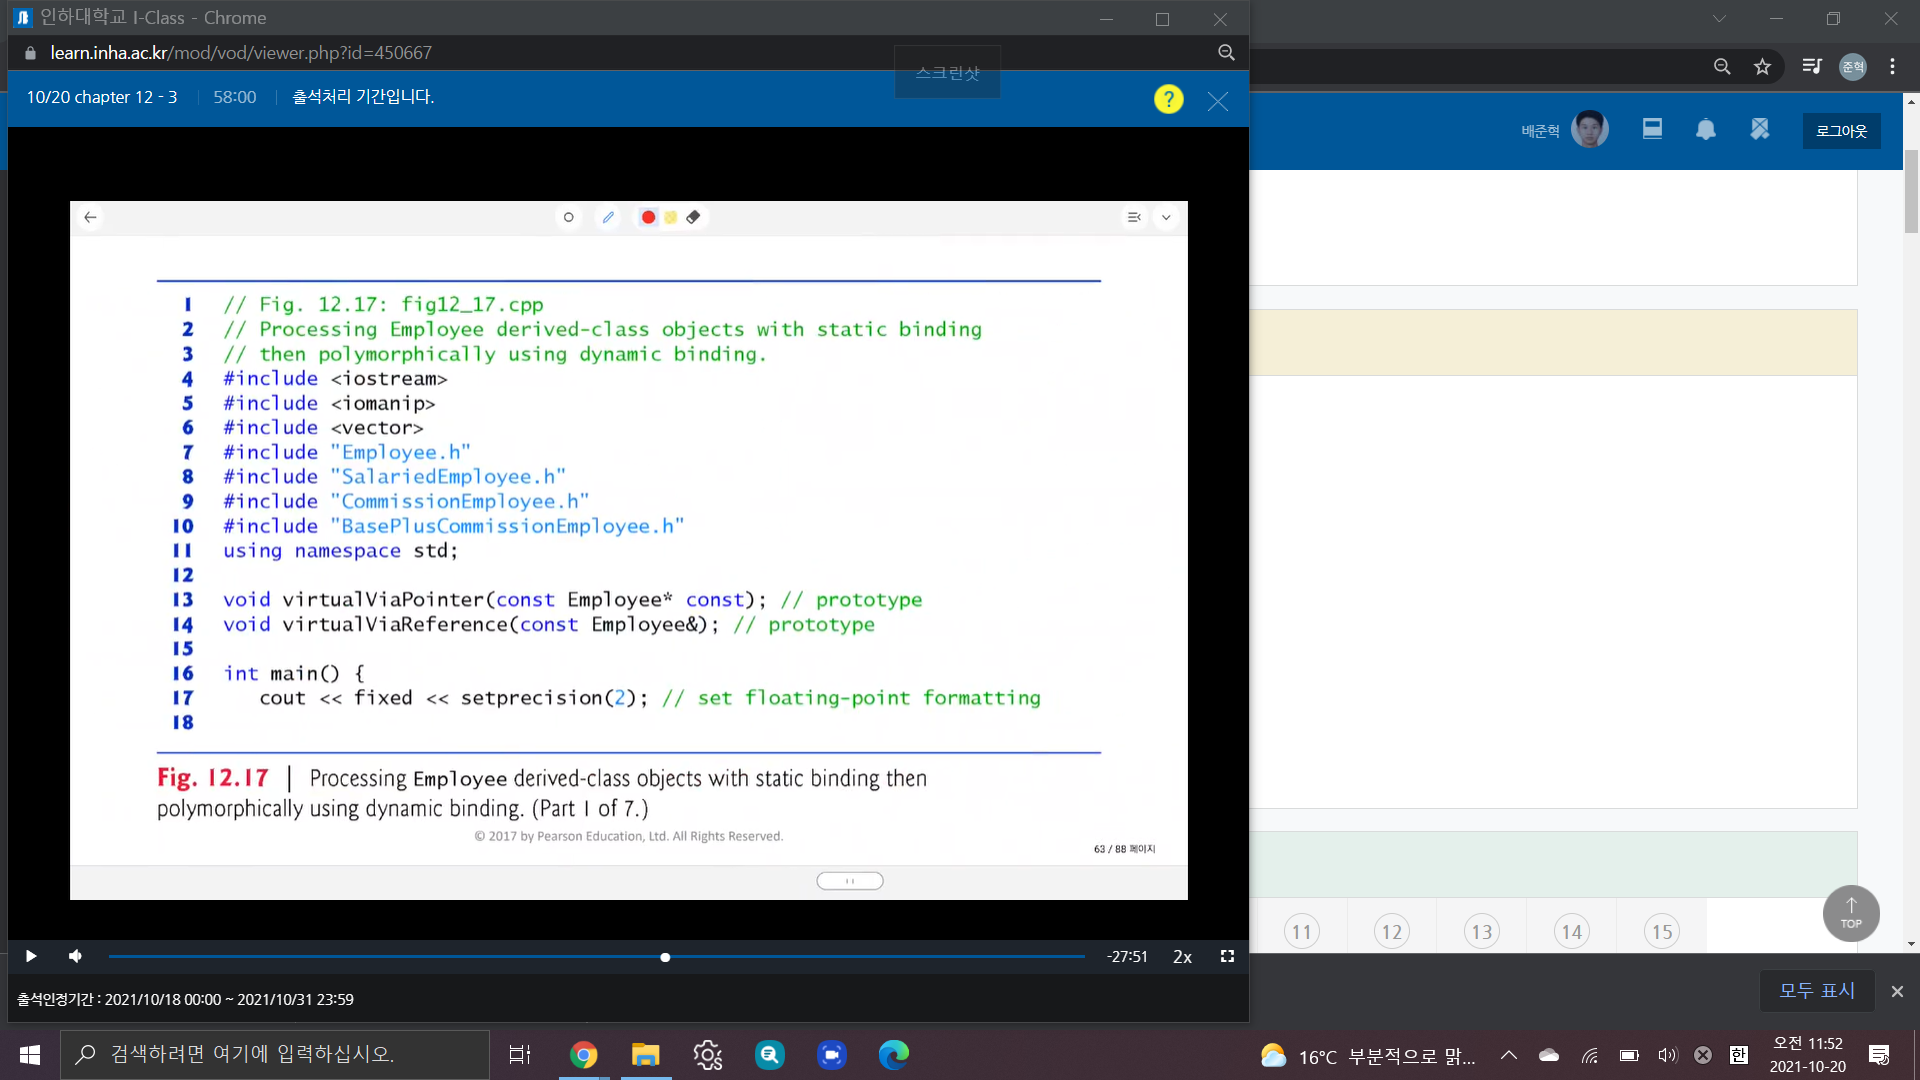 인하대학교 I-Class - Chrome
learn.inha.ac.kr/mod/vod/viewer.php?id=450667
스크린샷
준혁
10/20 chapter 12 - 3
58:00
출석처리 기간입니다.
?
배준혁
로그아웃
1 // Fig. 12.17: fig12_17.cpp
2 // Processing Employee derived-class objects with static binding
3 // then polymorphically using dynamic binding.
4 #include <iostream>
5 #include <iomanip>
6 #include <vector>
7 #include "Employee.h"
8 #include "SalariedEmployee.h"
9 #include "CommissionEmployee.h"
10 #include "BasePlusCommissionEmployee.h"
11 using namespace std;
12
13 void virtualViaPointer(const Employee* const); // prototype
14 void virtualViaReference(const Employee&); // prototype
15
16 int main() {
17 cout << fixed << setprecision(2); // set floating-point formatting
18
Fig. 12.17 | Processing Employee derived-class objects with static binding then
polymorphically using dynamic binding. (Part 1 of 7.)
© 2017 by Pearson Education, Ltd. All Rights Reserved.
63 / 88 페이지
11 12 13 14 15
TOP
-27:51
2x
출석인정기간 : 2021/10/18 00:00 ~ 2021/10/31 23:59
모두 표시
검색하려면 여기에 입력하십시오.
16°C 부분적으로 맑...
한
오전 11:52
2021-10-20